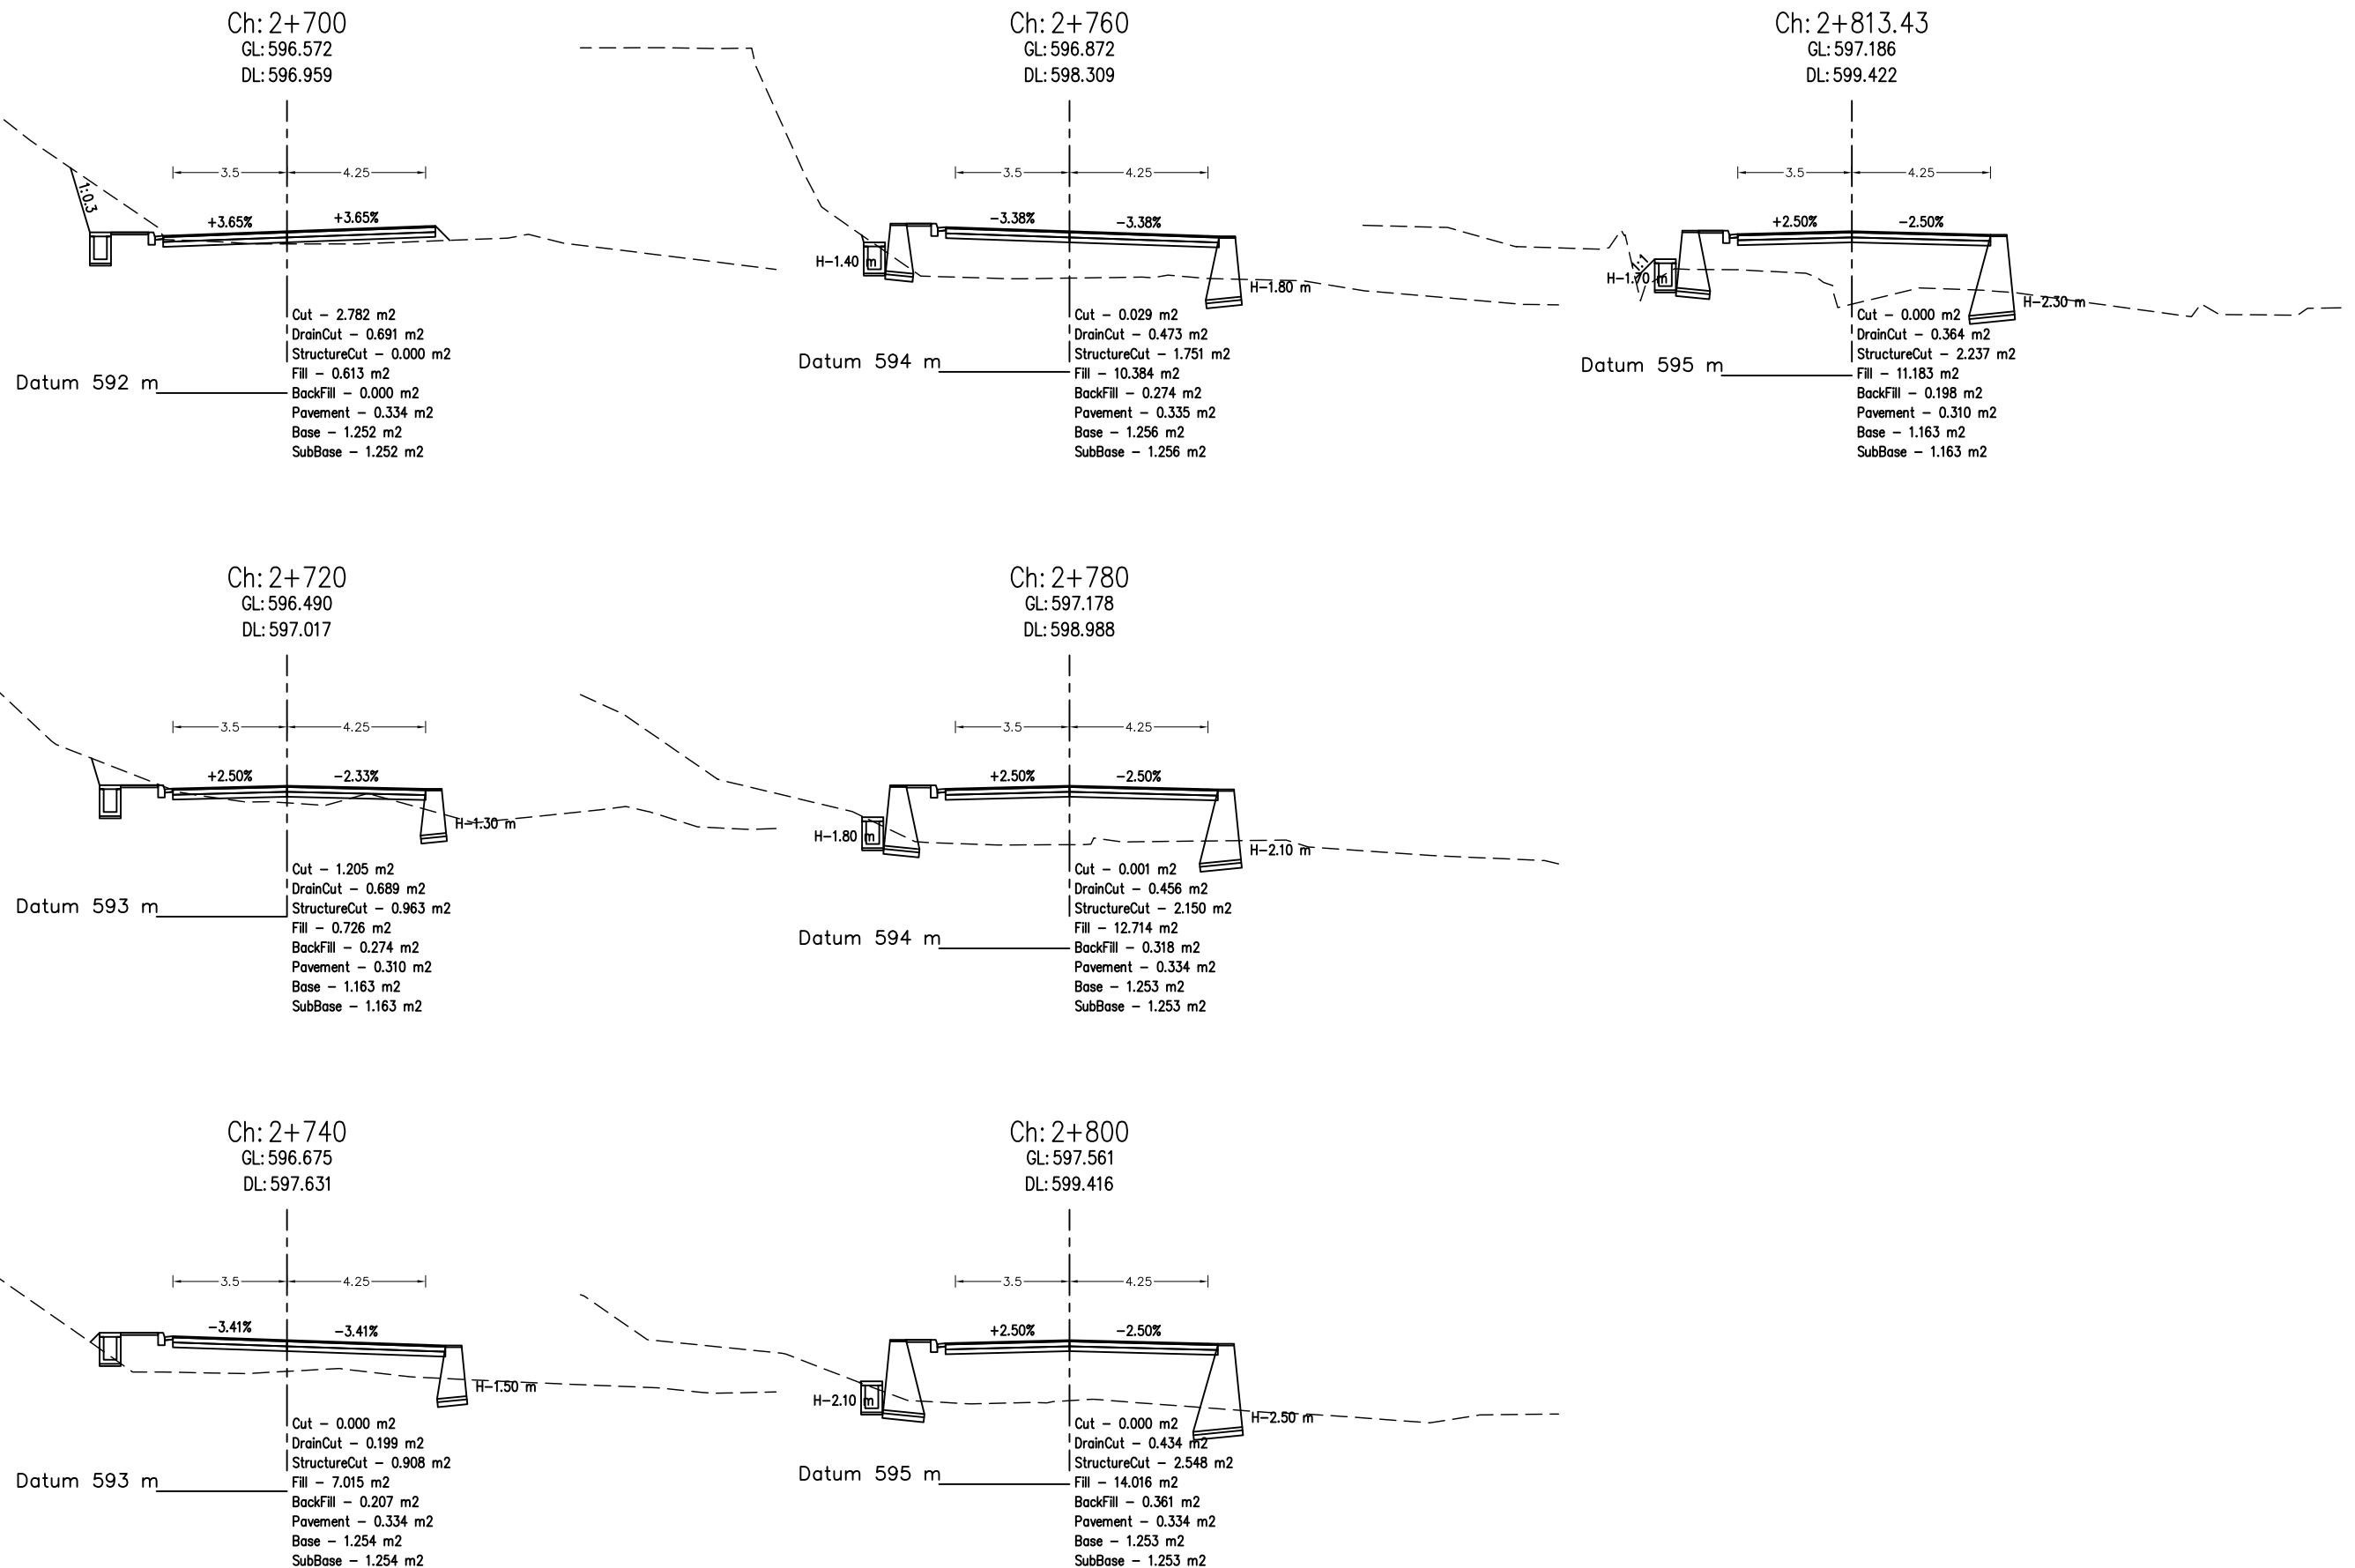 Ch: 2+700
GL: 596.572
DL: 596.959
3.5
4.25
1:0.3
+3.65%
+3.65%
Cut - 2.782 m2
DrainCut - 0.691 m2
StructureCut - 0.000 m2
Fill - 0.613 m2
BackFill - 0.000 m2
Pavement - 0.334 m2
Base - 1.252 m2
SubBase - 1.252 m2
Datum 592 m
Ch: 2+760
GL: 596.872
DL: 598.309
3.5
4.25
-3.38%
-3.38%
H-1.40 m
H-1.80 m
Cut - 0.029 m2
DrainCut - 0.473 m2
StructureCut - 1.751 m2
Fill - 10.384 m2
BackFill - 0.274 m2
Pavement - 0.335 m2
Base - 1.256 m2
SubBase - 1.256 m2
Datum 594 m
Ch: 2+813.43
GL: 597.186
DL: 599.422
3.5
4.25
+2.50%
-2.50%
1:1
H-1.70 m
H-2.30 m
Cut - 0.000 m2
DrainCut - 0.364 m2
StructureCut - 2.237 m2
Fill - 11.183 m2
BackFill - 0.198 m2
Pavement - 0.310 m2
Base - 1.163 m2
SubBase - 1.163 m2
Datum 595 m
Ch: 2+720
GL: 596.490
DL: 597.017
3.5
4.25
+2.50%
-2.33%
H-1.30 m
Cut - 1.205 m2
DrainCut - 0.689 m2
StructureCut - 0.963 m2
Fill - 0.726 m2
BackFill - 0.274 m2
Pavement - 0.310 m2
Base - 1.163 m2
SubBase - 1.163 m2
Datum 593 m
Ch: 2+780
GL: 597.178
DL: 598.988
3.5
4.25
+2.50%
-2.50%
H-1.80 m
H-2.10 m
Cut - 0.001 m2
DrainCut - 0.456 m2
StructureCut - 2.150 m2
Fill - 12.714 m2
BackFill - 0.318 m2
Pavement - 0.334 m2
Base - 1.253 m2
SubBase - 1.253 m2
Datum 594 m
Ch: 2+740
GL: 596.675
DL: 597.631
3.5
4.25
-3.41%
-3.41%
H-1.50 m
Cut - 0.000 m2
DrainCut - 0.199 m2
StructureCut - 0.908 m2
Fill - 7.015 m2
BackFill - 0.207 m2
Pavement - 0.334 m2
Base - 1.254 m2
SubBase - 1.254 m2
Datum 593 m
Ch: 2+800
GL: 597.561
DL: 599.416
3.5
4.25
+2.50%
-2.50%
H-2.10 m
H-2.50 m
Cut - 0.000 m2
DrainCut - 0.434 m2
StructureCut - 2.548 m2
Fill - 14.016 m2
BackFill - 0.361 m2
Pavement - 0.334 m2
Base - 1.253 m2
SubBase - 1.253 m2
Datum 595 m